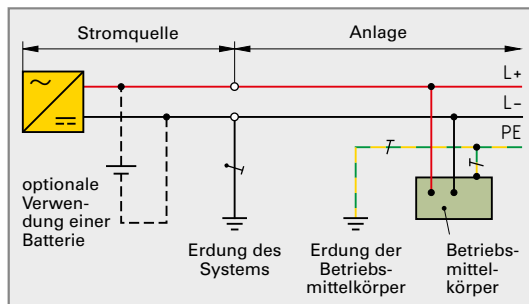 Stromquelle
Anlage
L+
L–
PE
optionale
Verwen-
dung einer
Batterie
Erdung des
Systems
Erdung der
Betriebs-
mittelkörper
Betriebs-
mittel-
körper